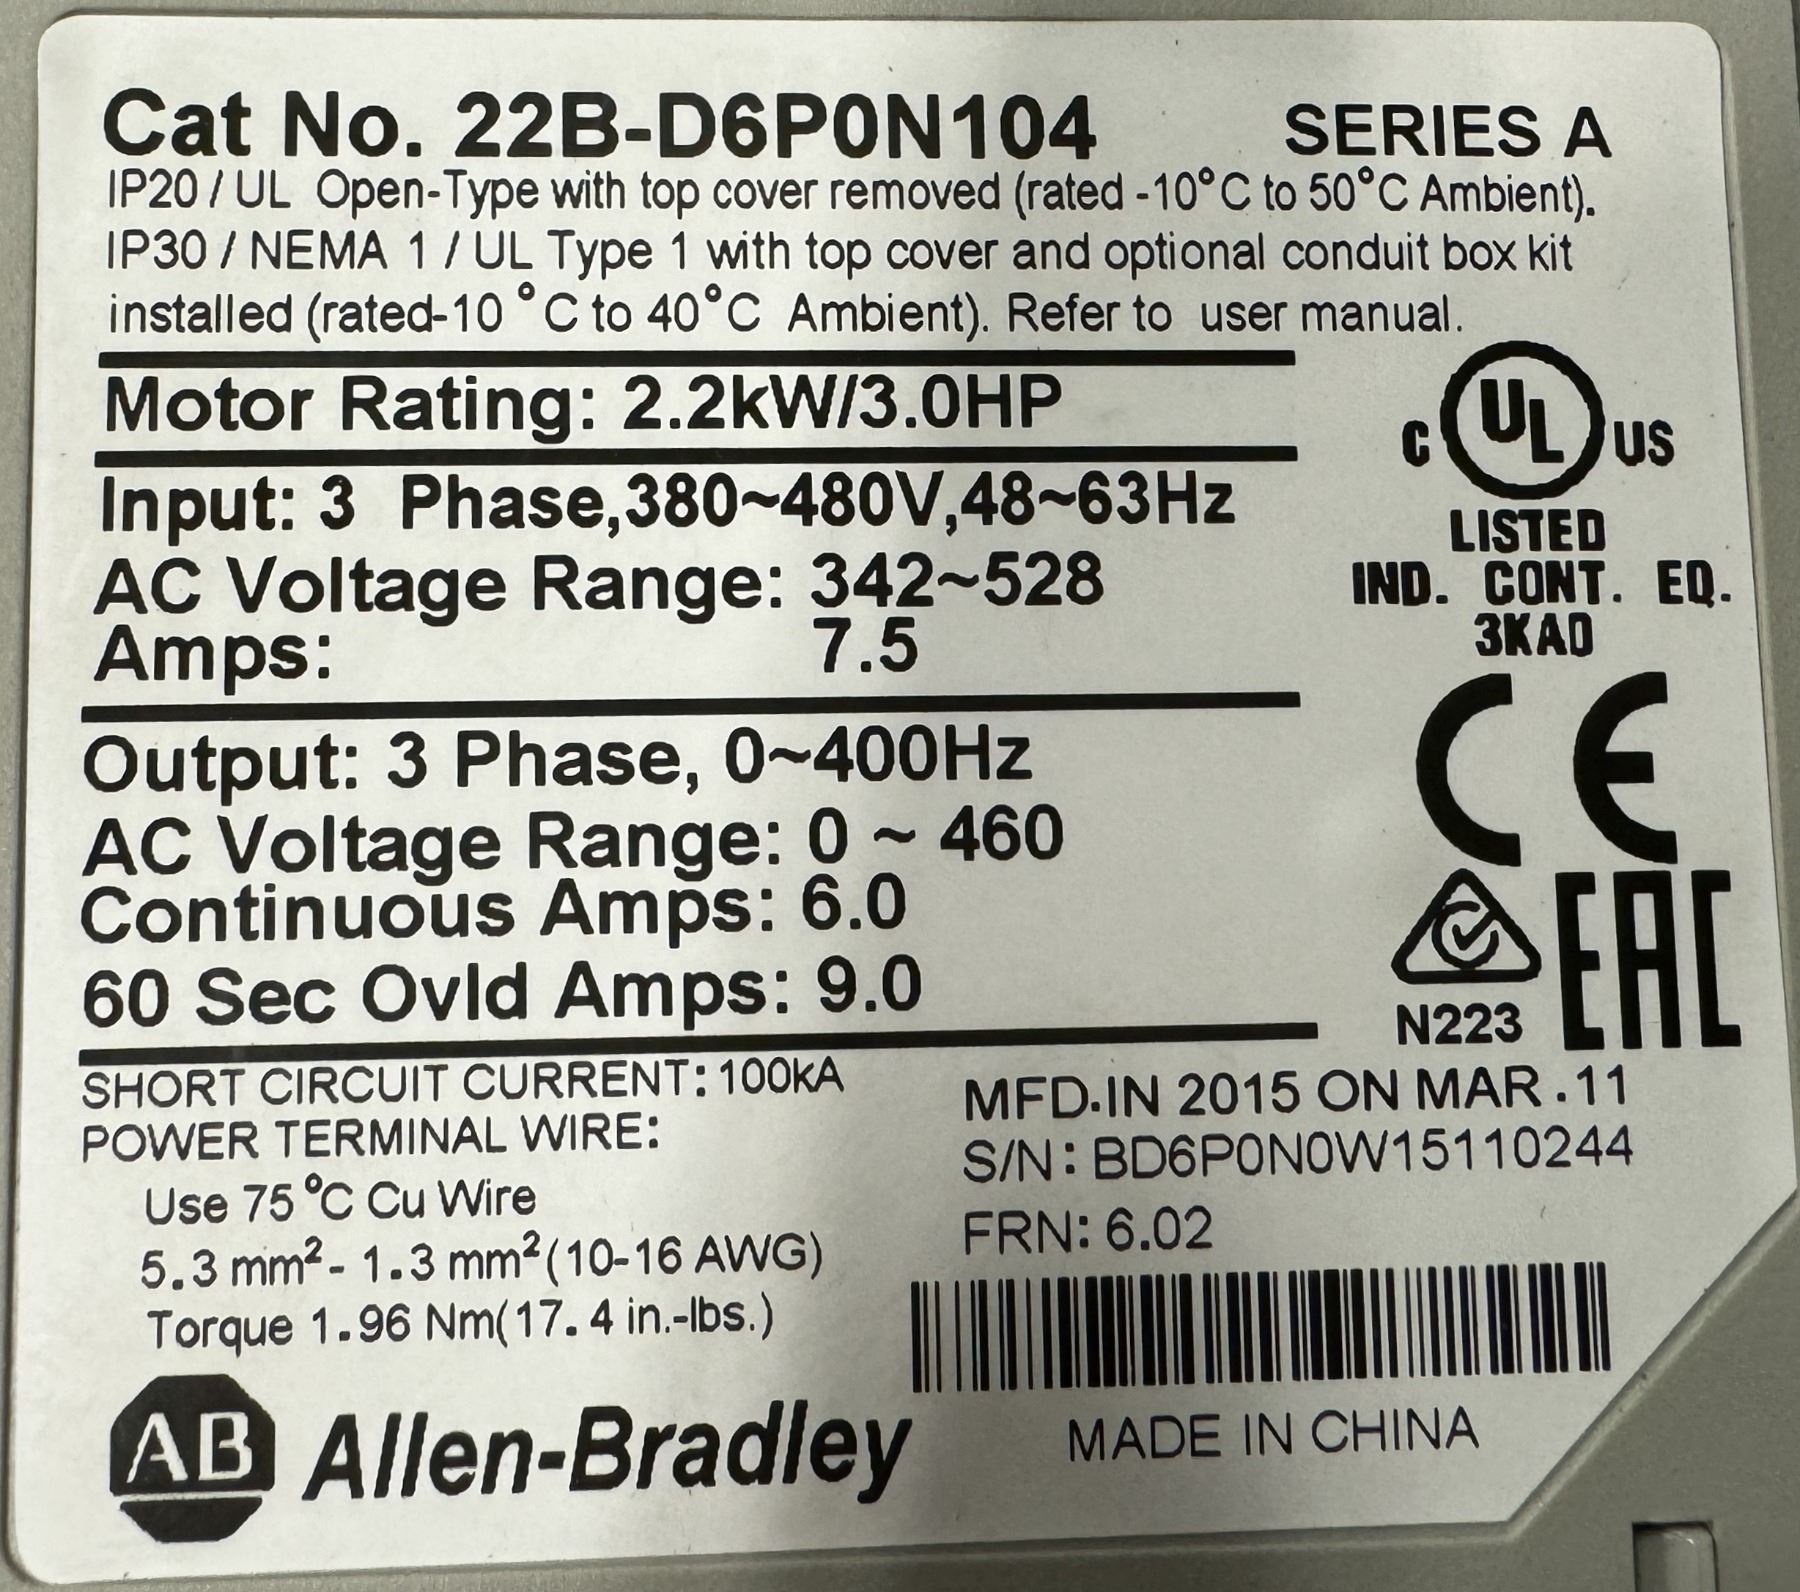 Cat No. 22B-D6P0N104 SERIES A
IP20 / UL Open-Type with top cover removed (rated -10°C to 50°C Ambient).
IP30 / NEMA 1 / UL Type 1 with top cover and optional conduit box kit
installed (rated-10 °C to 40°C Ambient). Refer to user manual.
Motor Rating: 2.2kW/3.0HP
C UL US
LISTED
IND. CONT. EQ.
3KAD
Input: 3 Phase,380~480V,48~63Hz
AC Voltage Range: 342~528
Amps: 7.5
Output: 3 Phase, 0~400Hz
AC Voltage Range: 0 ~ 460
Continuous Amps: 6.0
60 Sec Ovld Amps: 9.0
CE
N223
EAC
SHORT CIRCUIT CURRENT: 100kA
POWER TERMINAL WIRE:
Use 75 °C Cu Wire
5.3 mm² - 1.3 mm² (10-16 AWG)
Torque 1.96 Nm(17.4 in.-lbs.)
MFD.IN 2015 ON MAR .11
S/N: BD6P0N0W15110244
FRN: 6.02
MADE IN CHINA
AB Allen-Bradley